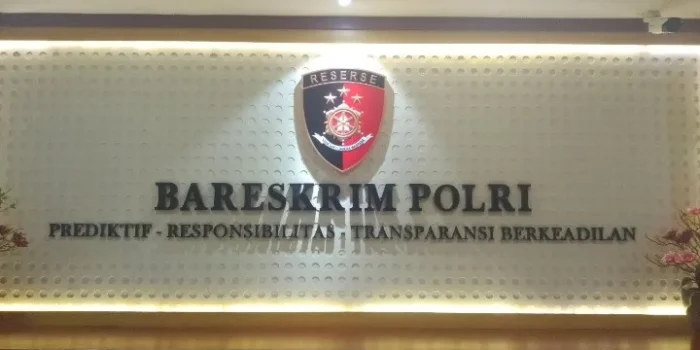 RESERSE
BARESKRIM POLRI
PREDIKTIF - RESPONSIBILITAS - TRANSPARANSI BERKEADILAN